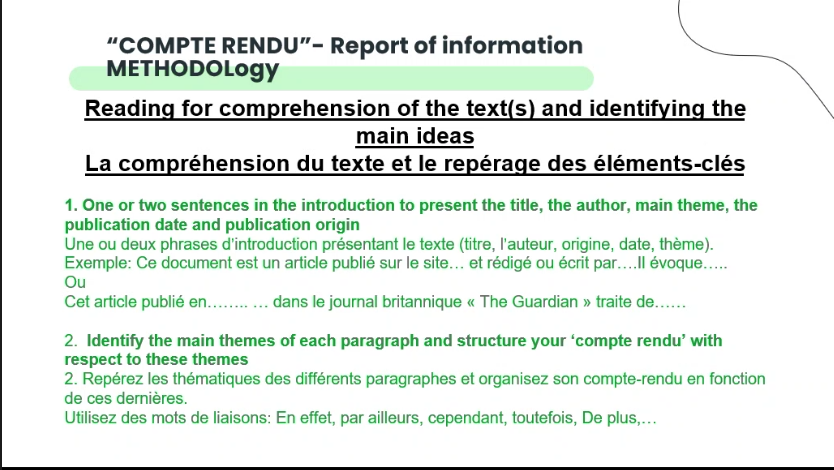 “COMPTE RENDU”- Report of information
METHODOLogy
Reading for comprehension of the text(s) and identifying the
main ideas
La compréhension du texte et le repérage des éléments-clés
1. One or two sentences in the introduction to present the title, the author, main theme, the
publication date and publication origin
Une ou deux phrases d’introduction présentant le texte (titre, l’auteur, origine, date, thème).
Exemple: Ce document est un article publié sur le site… et rédigé ou écrit par….Il évoque…..
Ou
Cet article publié en…….. … dans le journal britannique « The Guardian » traite de……
2. Identify the main themes of each paragraph and structure your ‘compte rendu’ with
respect to these themes
2. Repérez les thématiques des différents paragraphes et organisez son compte-rendu en fonction
de ces dernières.
Utilisez des mots de liaisons: En effet, par ailleurs, cependant, toutefois, De plus,…